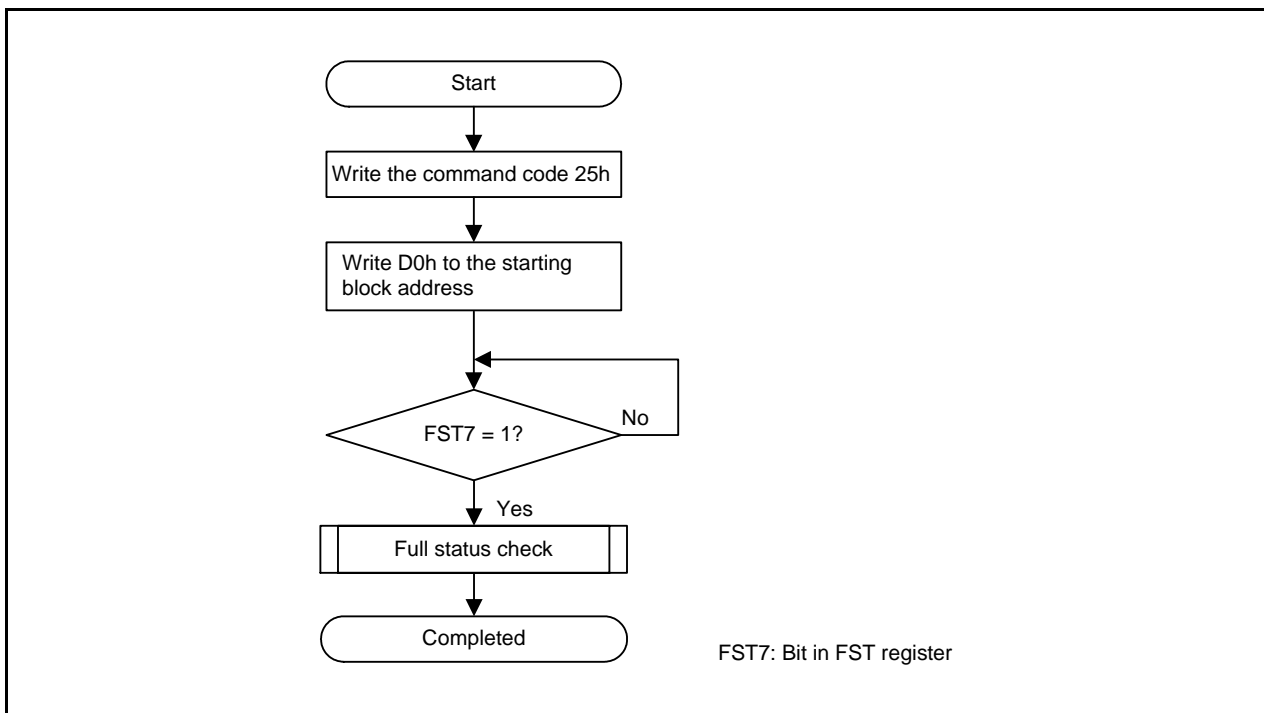 Start
Write the command code 25h
Write D0h to the starting
block address
FST7 = 1?
No
Yes
Full status check
Completed
FST7: Bit in FST register